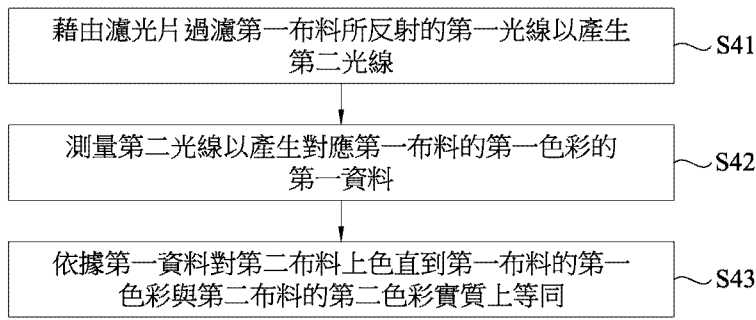 藉由濾光片過濾第一布料所反射的第一光線以產生
第二光線
S41
測量第二光線以產生對應第一布料的第一色彩的
第一資料
S42
依據第一資料對第二布料上色直到第一布料的第一
色彩與第二布料的第二色彩實質上等同
S43